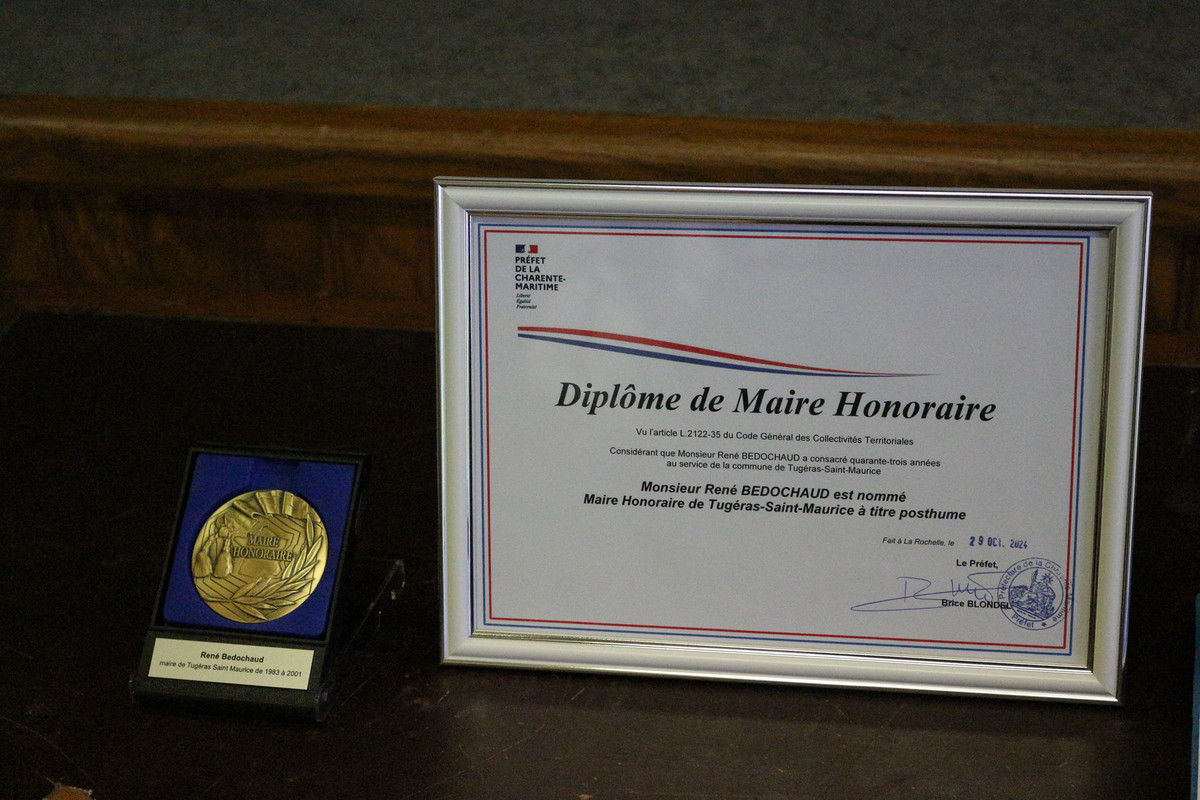 PRÉFET
DE LA
CHARENTE-
MARITIME
Liberté
Égalité
Fraternité
Diplôme de Maire Honoraire
Vu l'article L.2122-35 du Code Général des Collectivités Territoriales
Considérant que Monsieur René BEDOCHAUD a consacré quarante-trois années
au service de la commune de Tugéras-Saint-Maurice
Monsieur René BEDOCHAUD est nommé
Maire Honoraire de Tugéras-Saint-Maurice à titre posthume
Fait à La Rochelle, le 29 OCT. 2024
Le Préfet,
Brice BLONDEL
Préfecture de la
Préfet
MAIRE
HONORAIRE
René Bedochaud
maire de Tugéras Saint Maurice de 1983 à 2001